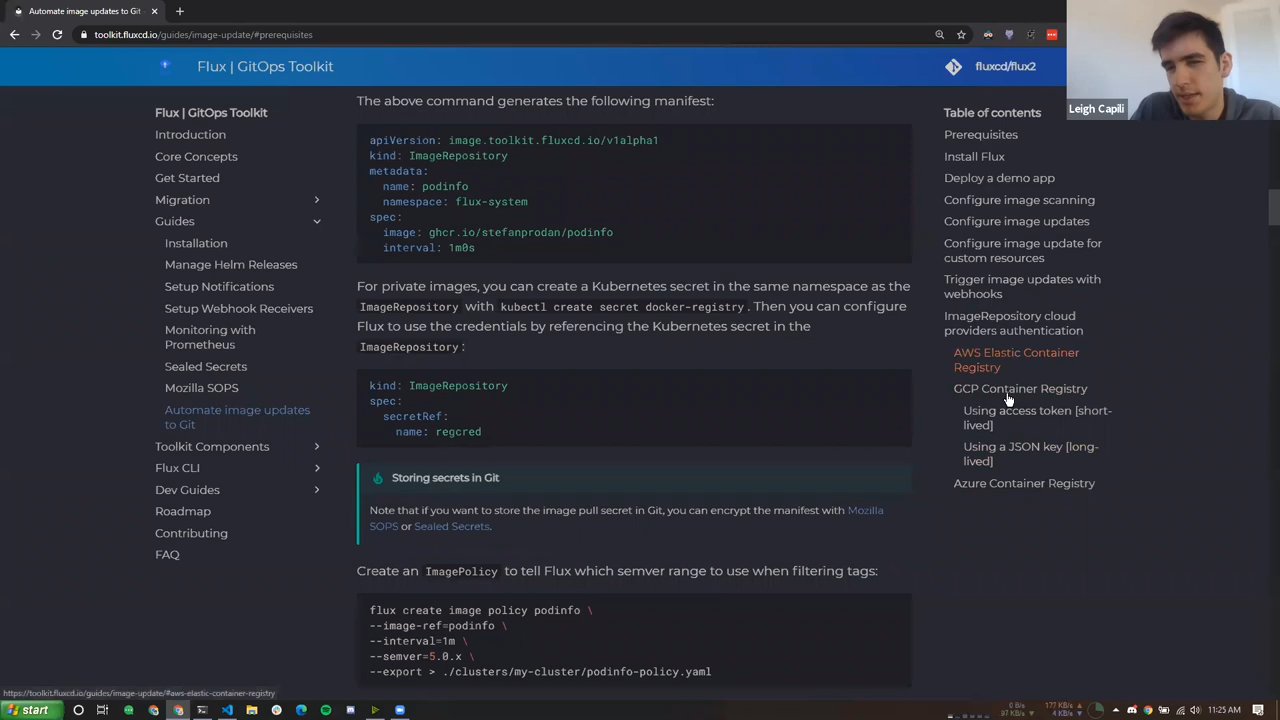 Automate image updates to Git
toolkit.fluxcd.io/guides/image-update/#prerequisites
Flux | GitOps Toolkit
fluxcd/flux2
Leigh Capili
Flux | GitOps Toolkit
Introduction
Core Concepts
Get Started
Migration
Guides
Installation
Manage Helm Releases
Setup Notifications
Setup Webhook Receivers
Monitoring with
Prometheus
Sealed Secrets
Mozilla SOPS
Automate image updates
to Git
Toolkit Components
Flux CLI
Dev Guides
Roadmap
Contributing
FAQ
The above command generates the following manifest:
apiVersion: image.toolkit.fluxcd.io/v1alpha1
kind: ImageRepository
metadata:
name: podinfo
namespace: flux-system
spec:
image: ghcr.io/stefanprodan/podinfo
interval: 1m0s
For private images, you can create a Kubernetes secret in the same namespace as the
ImageRepository with kubectl create secret docker-registry. Then you can configure
Flux to use the credentials by referencing the Kubernetes secret in the
ImageRepository:
kind: ImageRepository
spec:
secretRef:
name: regcred
Storing secrets in Git
Note that if you want to store the image pull secret in Git, you can encrypt the manifest with Mozilla
SOPS or Sealed Secrets.
Create an ImagePolicy to tell Flux which semver range to use when filtering tags:
flux create image policy podinfo \
--image-ref=podinfo \
--interval=1m \
--semver=5.0.x \
--export > ./clusters/my-cluster/podinfo-policy.yaml
Table of contents
Prerequisites
Install Flux
Deploy a demo app
Configure image scanning
Configure image updates
Configure image update for
custom resources
Trigger image updates with
webhooks
ImageRepository cloud
providers authentication
AWS Elastic Container
Registry
GCP Container Registry
Using access token [short-
lived]
Using a JSON key [long-
lived]
Azure Container Registry
https://toolkit.fluxcd.io/guides/image-update/#aws-elastic-container-registry
start
0 B/s
97 KB/s
177 KB/s
4 KB/s
11:25 AM